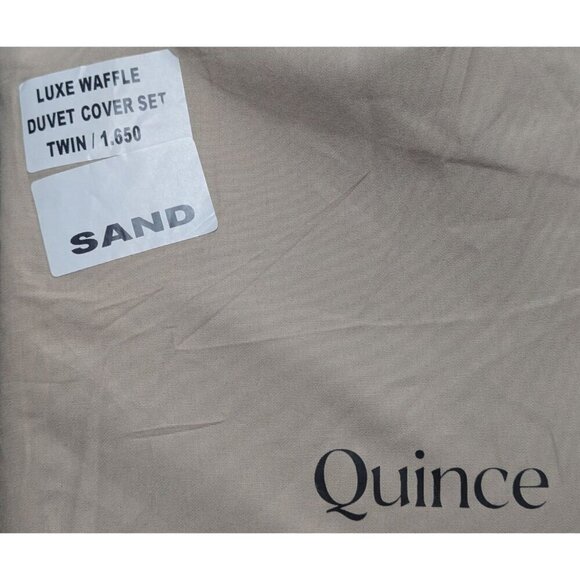 LUXE WAFFLE
DUVET COVER SET
TWIN / 1.650
SAND
Quince